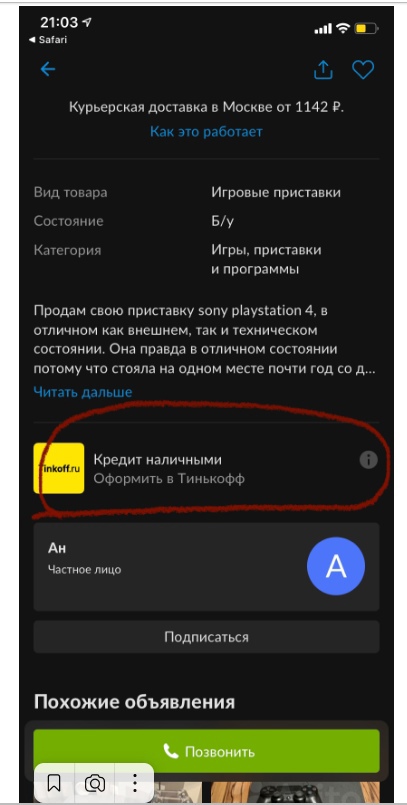 21:03
Safari
Курьерская доставка в Москве от 1142 ₽.
Как это работает
Вид товара Игровые приставки
Состояние Б/у
Категория Игры, приставки
и программы
Продам свою приставку sony playstation 4, в
отличном как внешнем, так и техническом
состоянии. Она правда в отличном состоянии
потому что стояла на одном месте почти год со д...
Читать дальше
inkoff.ru
Кредит наличными
Оформить в Тинькофф
Ан
Частное лицо
А
Подписаться
Похожие объявления
Позвонить